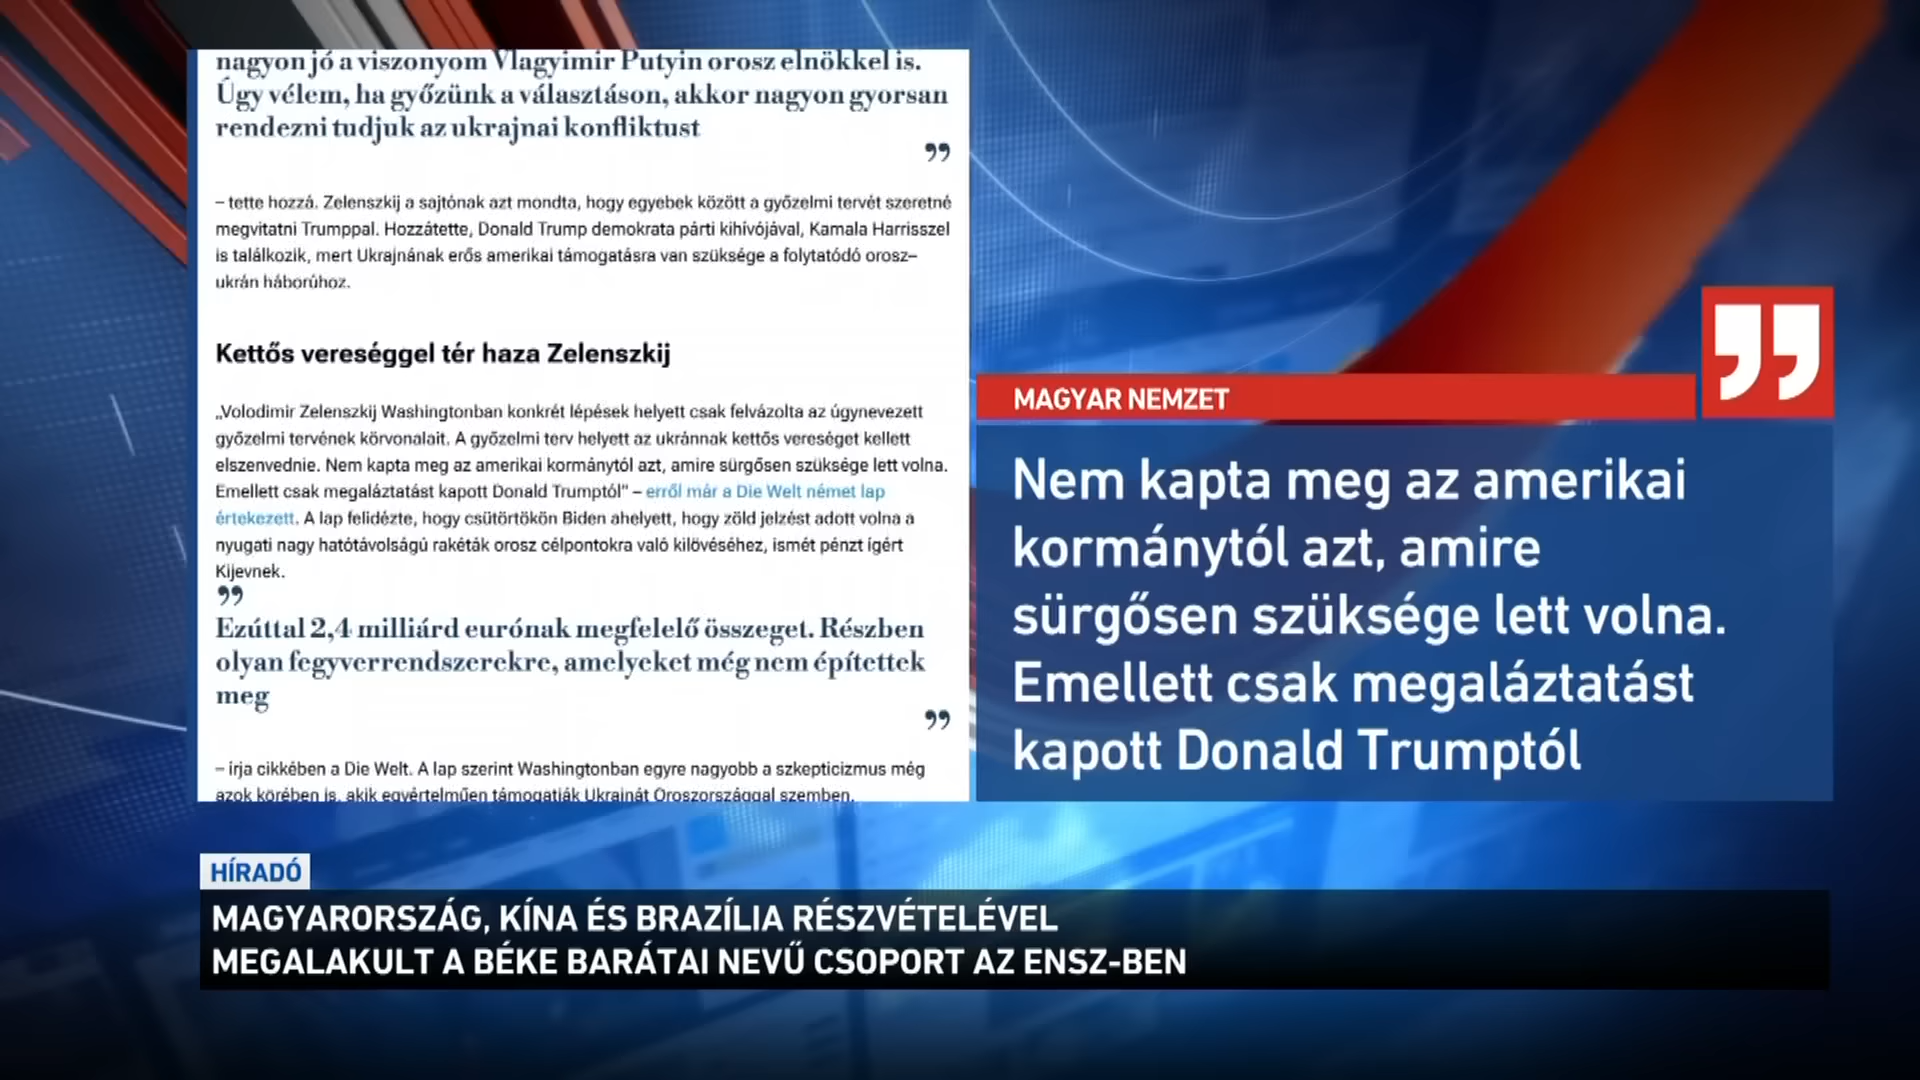 nagyon jó a viszonyom Vlagyimir Putyin orosz elnökkel is.
Úgy vélem, ha győzünk a választáson, akkor nagyon gyorsan
rendezni tudjuk az ukrajnai konfliktust
”
– tette hozzá. Zelenszkij a sajtónak azt mondta, hogy egyebek között a győzelmi tervét szeretné
megvitatni Trumppal. Hozzátette, Donald Trump demokrata párti kihívójával, Kamala Harrisszel
is találkozik, mert Ukrajnának erős amerikai támogatásra van szüksége a folytatódó orosz–
ukrán háborúhoz.
Kettős vereséggel tér haza Zelenszkij
„Volodimir Zelenszkij Washingtonban konkrét lépések helyett csak felvázolta az úgynevezett
győzelmi tervének körvonalait. A győzelmi terv helyett az ukránnak kettős vereséget kellett
elszenvednie. Nem kapta meg az amerikai kormánytól azt, amire sürgősen szüksége lett volna.
Emellett csak megaláztatást kapott Donald Trumptól” – erről már a Die Welt német lap
értekezett. A lap felidézte, hogy csütörtökön Biden ahelyett, hogy zöld jelzést adott volna a
nyugati nagy hatótávolságú rakéták orosz célpontokra való kilövéséhez, ismét pénzt ígért
Kijevnek.
”
Ezúttal 2,4 milliárd eurónak megfelelő összeget. Részben
olyan fegyverrendszerekre, amelyeket még nem építettek
meg
”
– írja cikkében a Die Welt. A lap szerint Washingtonban egyre nagyobb a szkepticizmus még
azok körében is, akik egyértelműen támogatják Ukrajnát Oroszországgal szemben.
”
MAGYAR NEMZET
Nem kapta meg az amerikai
kormánytól azt, amire
sürgősen szüksége lett volna.
Emellett csak megaláztatást
kapott Donald Trumptól
HÍRADÓ
MAGYARORSZÁG, KÍNA ÉS BRAZÍLIA RÉSZVÉTELÉVEL
MEGALAKULT A BÉKE BARÁTAI NEVŰ CSOPORT AZ ENSZ-BEN